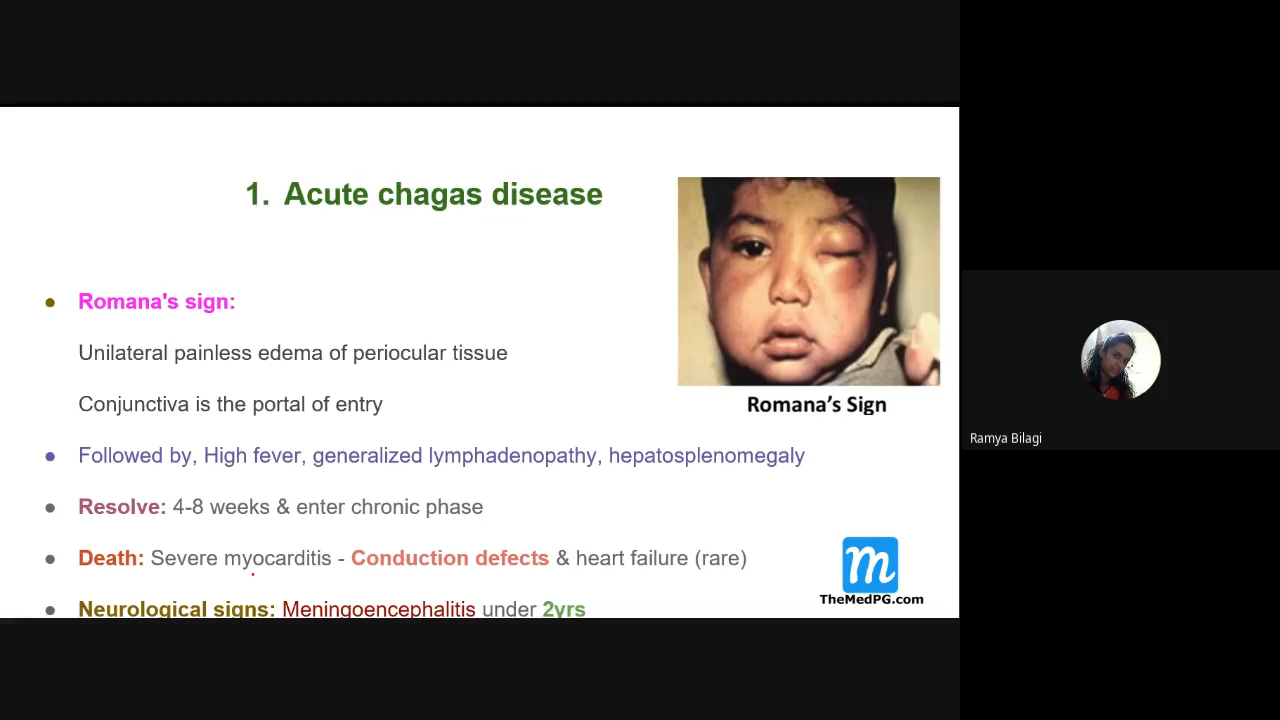 1. Acute chagas disease
Romana's sign:
Unilateral painless edema of periocular tissue
Conjunctiva is the portal of entry
Romana's Sign
Followed by, High fever, generalized lymphadenopathy, hepatosplenomegaly
Resolve: 4-8 weeks & enter chronic phase
Death: Severe myocarditis - Conduction defects & heart failure (rare)
Neurological signs: Meningoencephalitis under 2yrs
m
TheMedPG.com
Ramya Bilagi